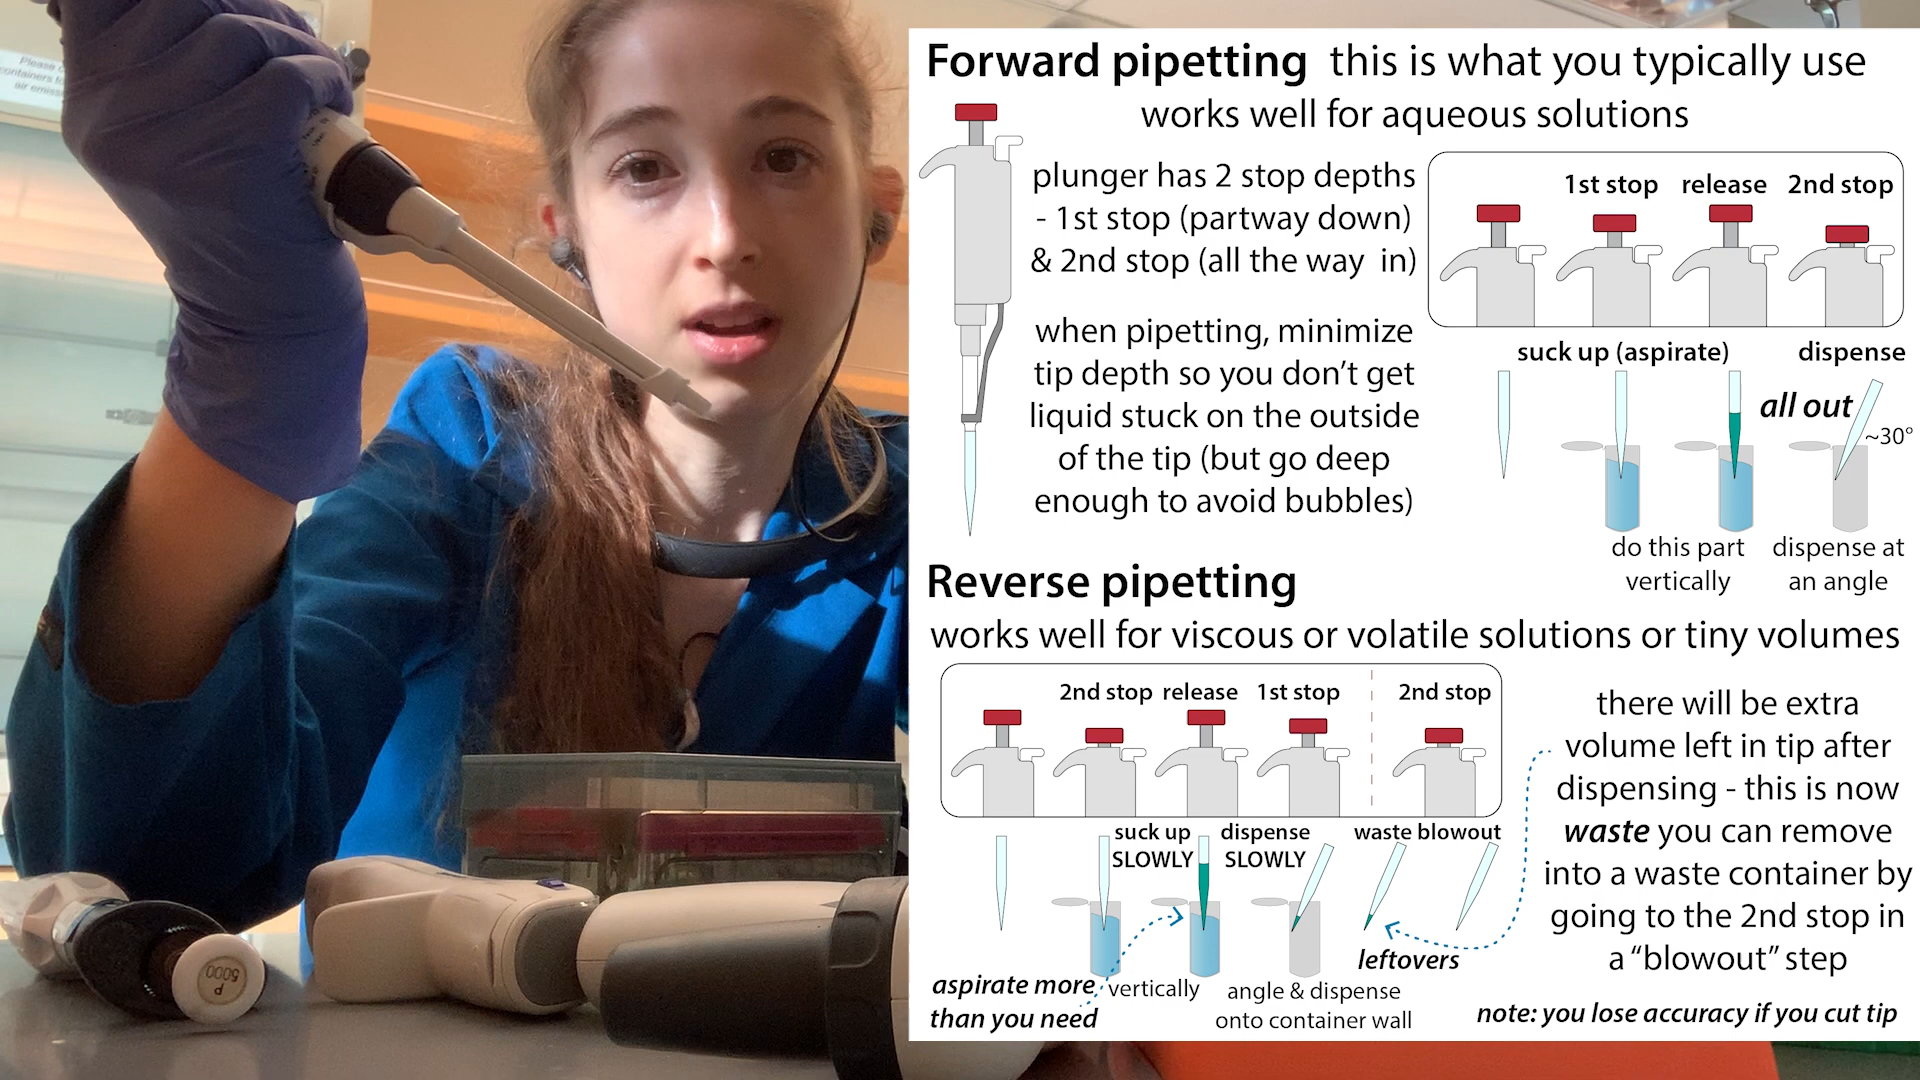 Please
containers
air emiss
Forward pipetting this is what you typically use
works well for aqueous solutions
plunger has 2 stop depths
- 1st stop (partway down)
& 2nd stop (all the way in)
when pipetting, minimize
tip depth so you don't get
liquid stuck on the outside
of the tip (but go deep
enough to avoid bubbles)
1st stop release 2nd stop
suck up (aspirate) dispense
all out
~30°
do this part
vertically
dispense at
an angle
Reverse pipetting
works well for viscous or volatile solutions or tiny volumes
2nd stop release 1st stop 2nd stop
suck up
SLOWLY
dispense
SLOWLY
waste blowout
leftovers
aspirate more
than you need
vertically
angle & dispense
onto container wall
there will be extra
volume left in tip after
dispensing - this is now
waste you can remove
into a waste container by
going to the 2nd stop in
a "blowout" step
note: you lose accuracy if you cut tip
P
5000